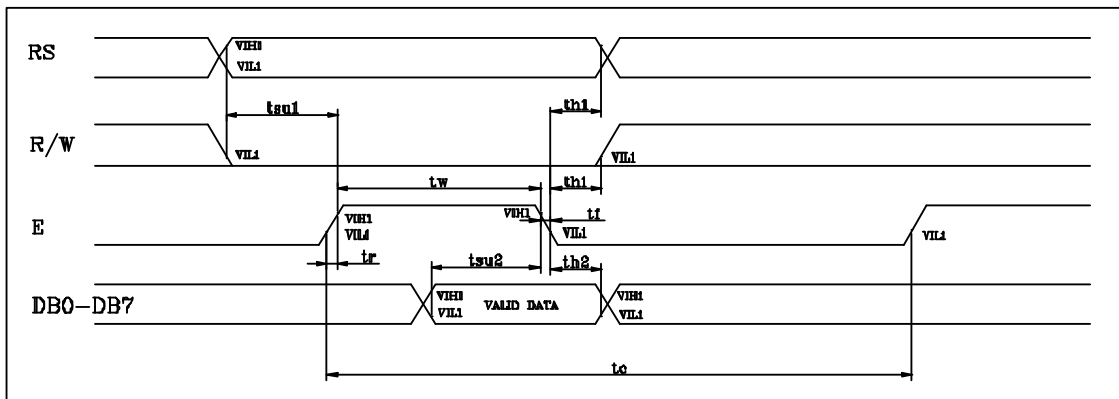 RS
VIH1
VIL1
tsu1
th1
R/W
VIL1
VIL1
tw
th1
E
VIH1
VIL1
VIH1
tf
VIL1
VIL1
tr
tsu2
th2
DB0-DB7
VIH1
VIL1
VALID DATA
VIH1
VIL1
tc